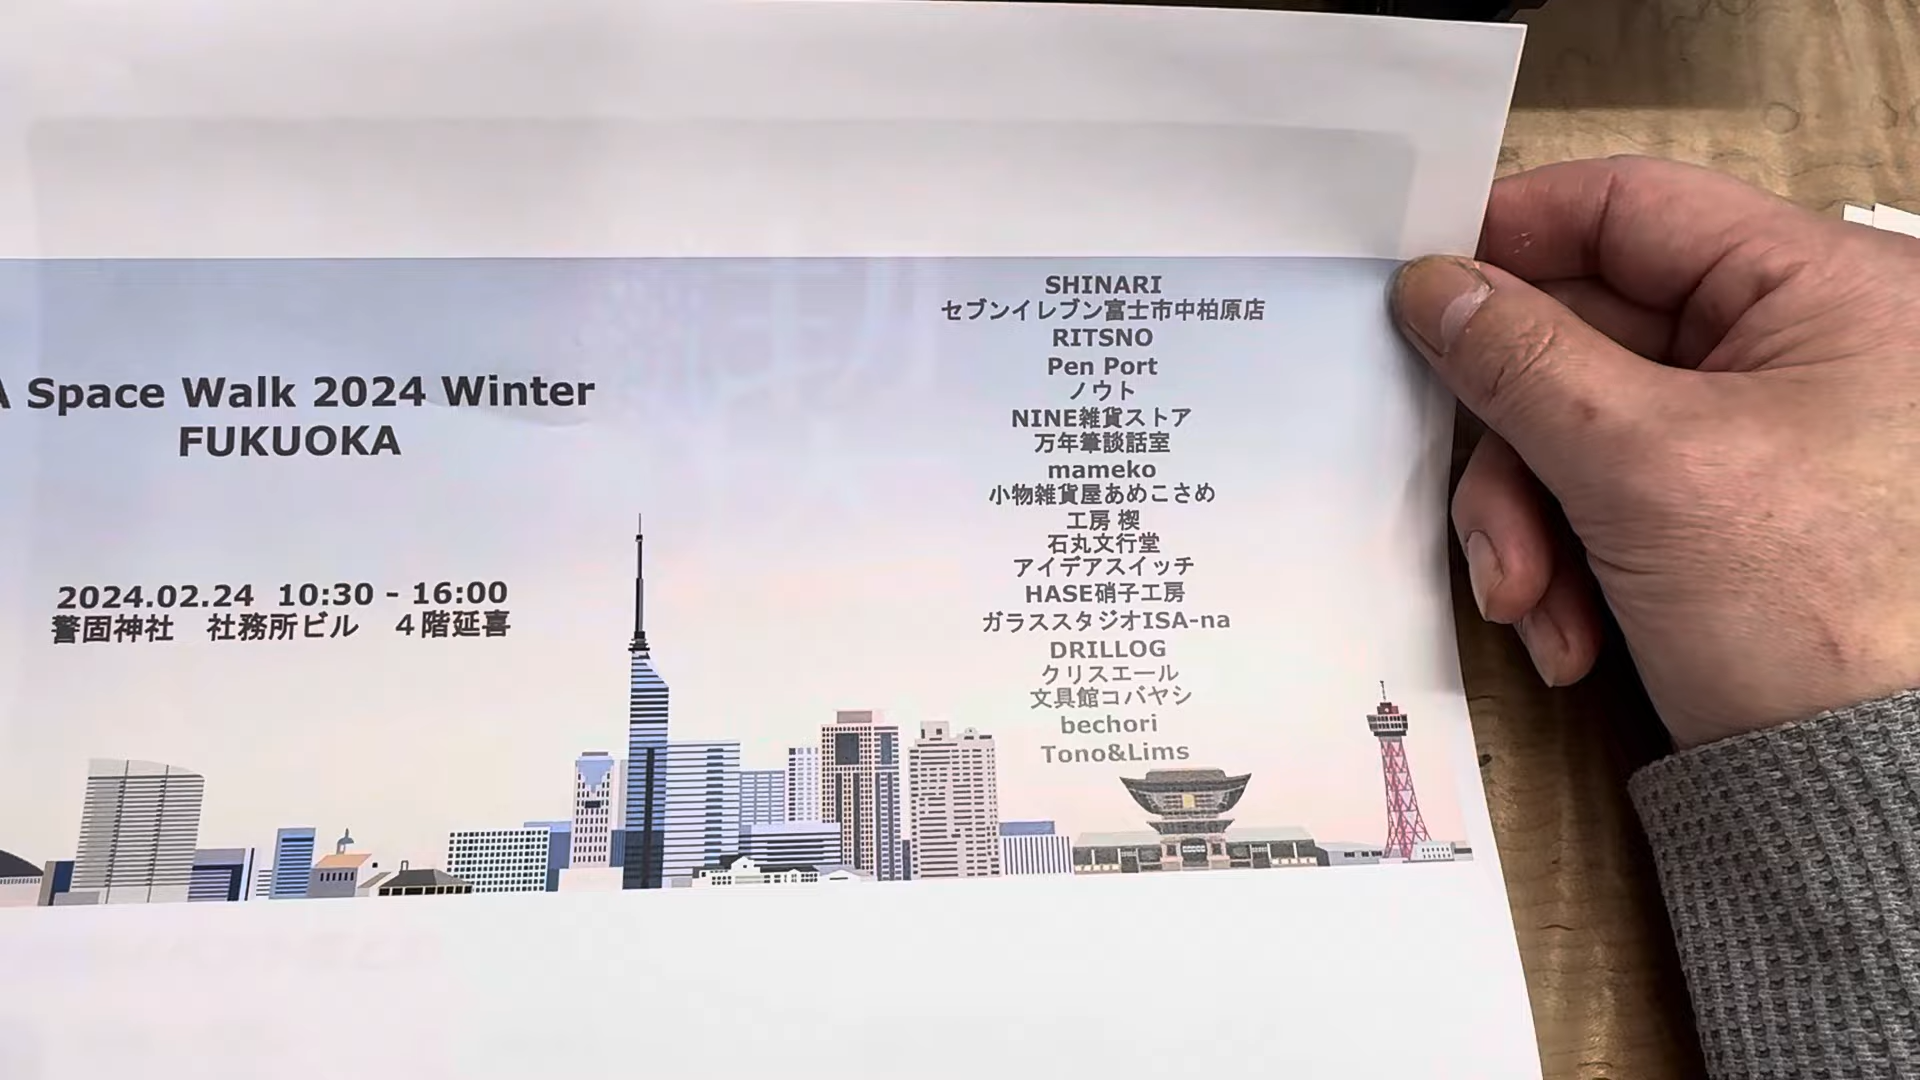 A Space Walk 2024 Winter
FUKUOKA
2024.02.24 10:30 - 16:00
警固神社 社務所ビル 4階延喜
SHINARI
セブンイレブン富士市中柏原店
RITSNO
Pen Port
ノウト
NINE雑貨ストア
万年筆談話室
mameko
小物雑貨屋あめこさめ
工房 楔
石丸文行堂
アイデアスイッチ
HASE硝子工房
ガラススタジオISA-na
DRILLOG
クリスエール
文具館コバヤシ
bechori
Tono&Lims